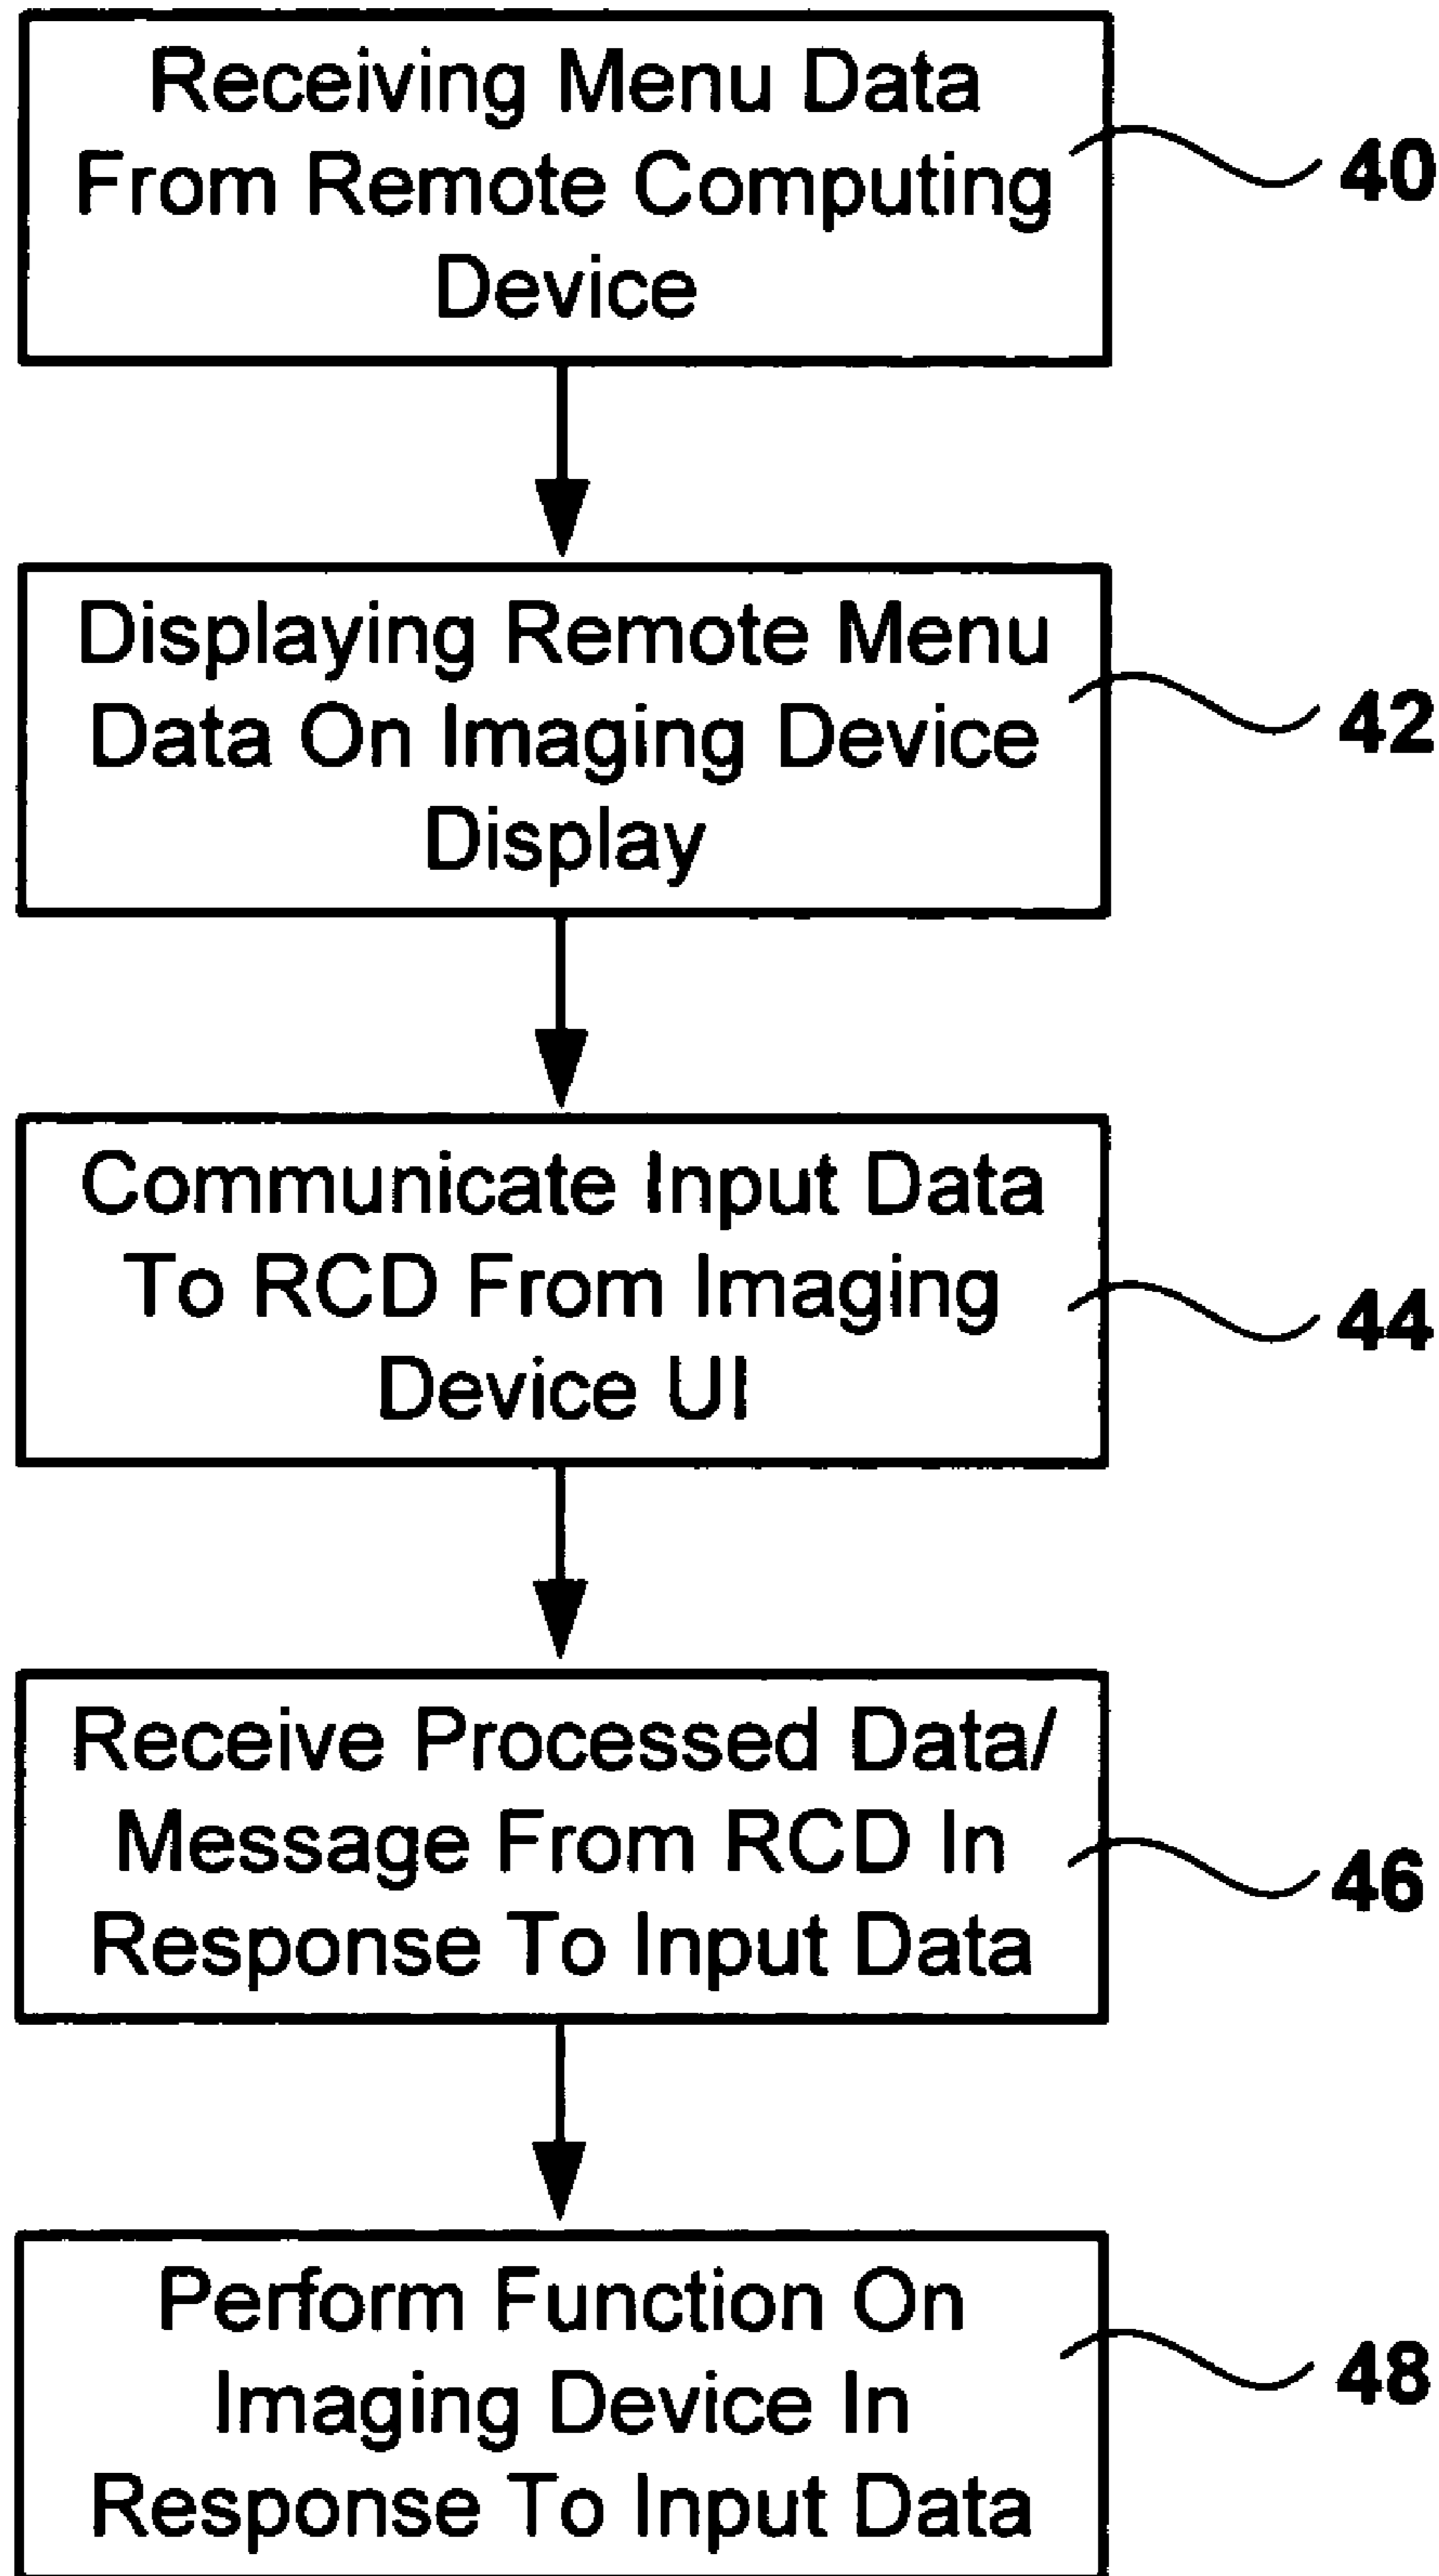 Receiving Menu Data
From Remote Computing
Device
40
Displaying Remote Menu
Data On Imaging Device
Display
42
Communicate Input Data
To RCD From Imaging
Device UI
44
Receive Processed Data/
Message From RCD In
Response To Input Data
46
Perform Function On
Imaging Device In
Response To Input Data
48